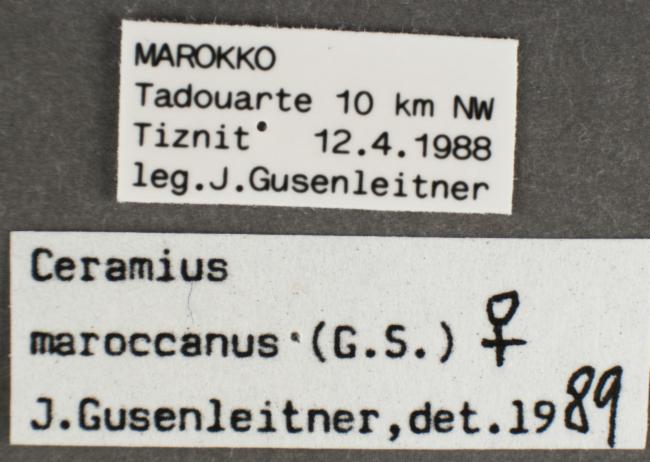 MAROKKO
Tadouarte 10 km NW
Tiznit 12.4.1988
leg.J.Gusenleitner
Ceramius
maroccanus (G.S.) ♀
J.Gusenleitner,det.1989